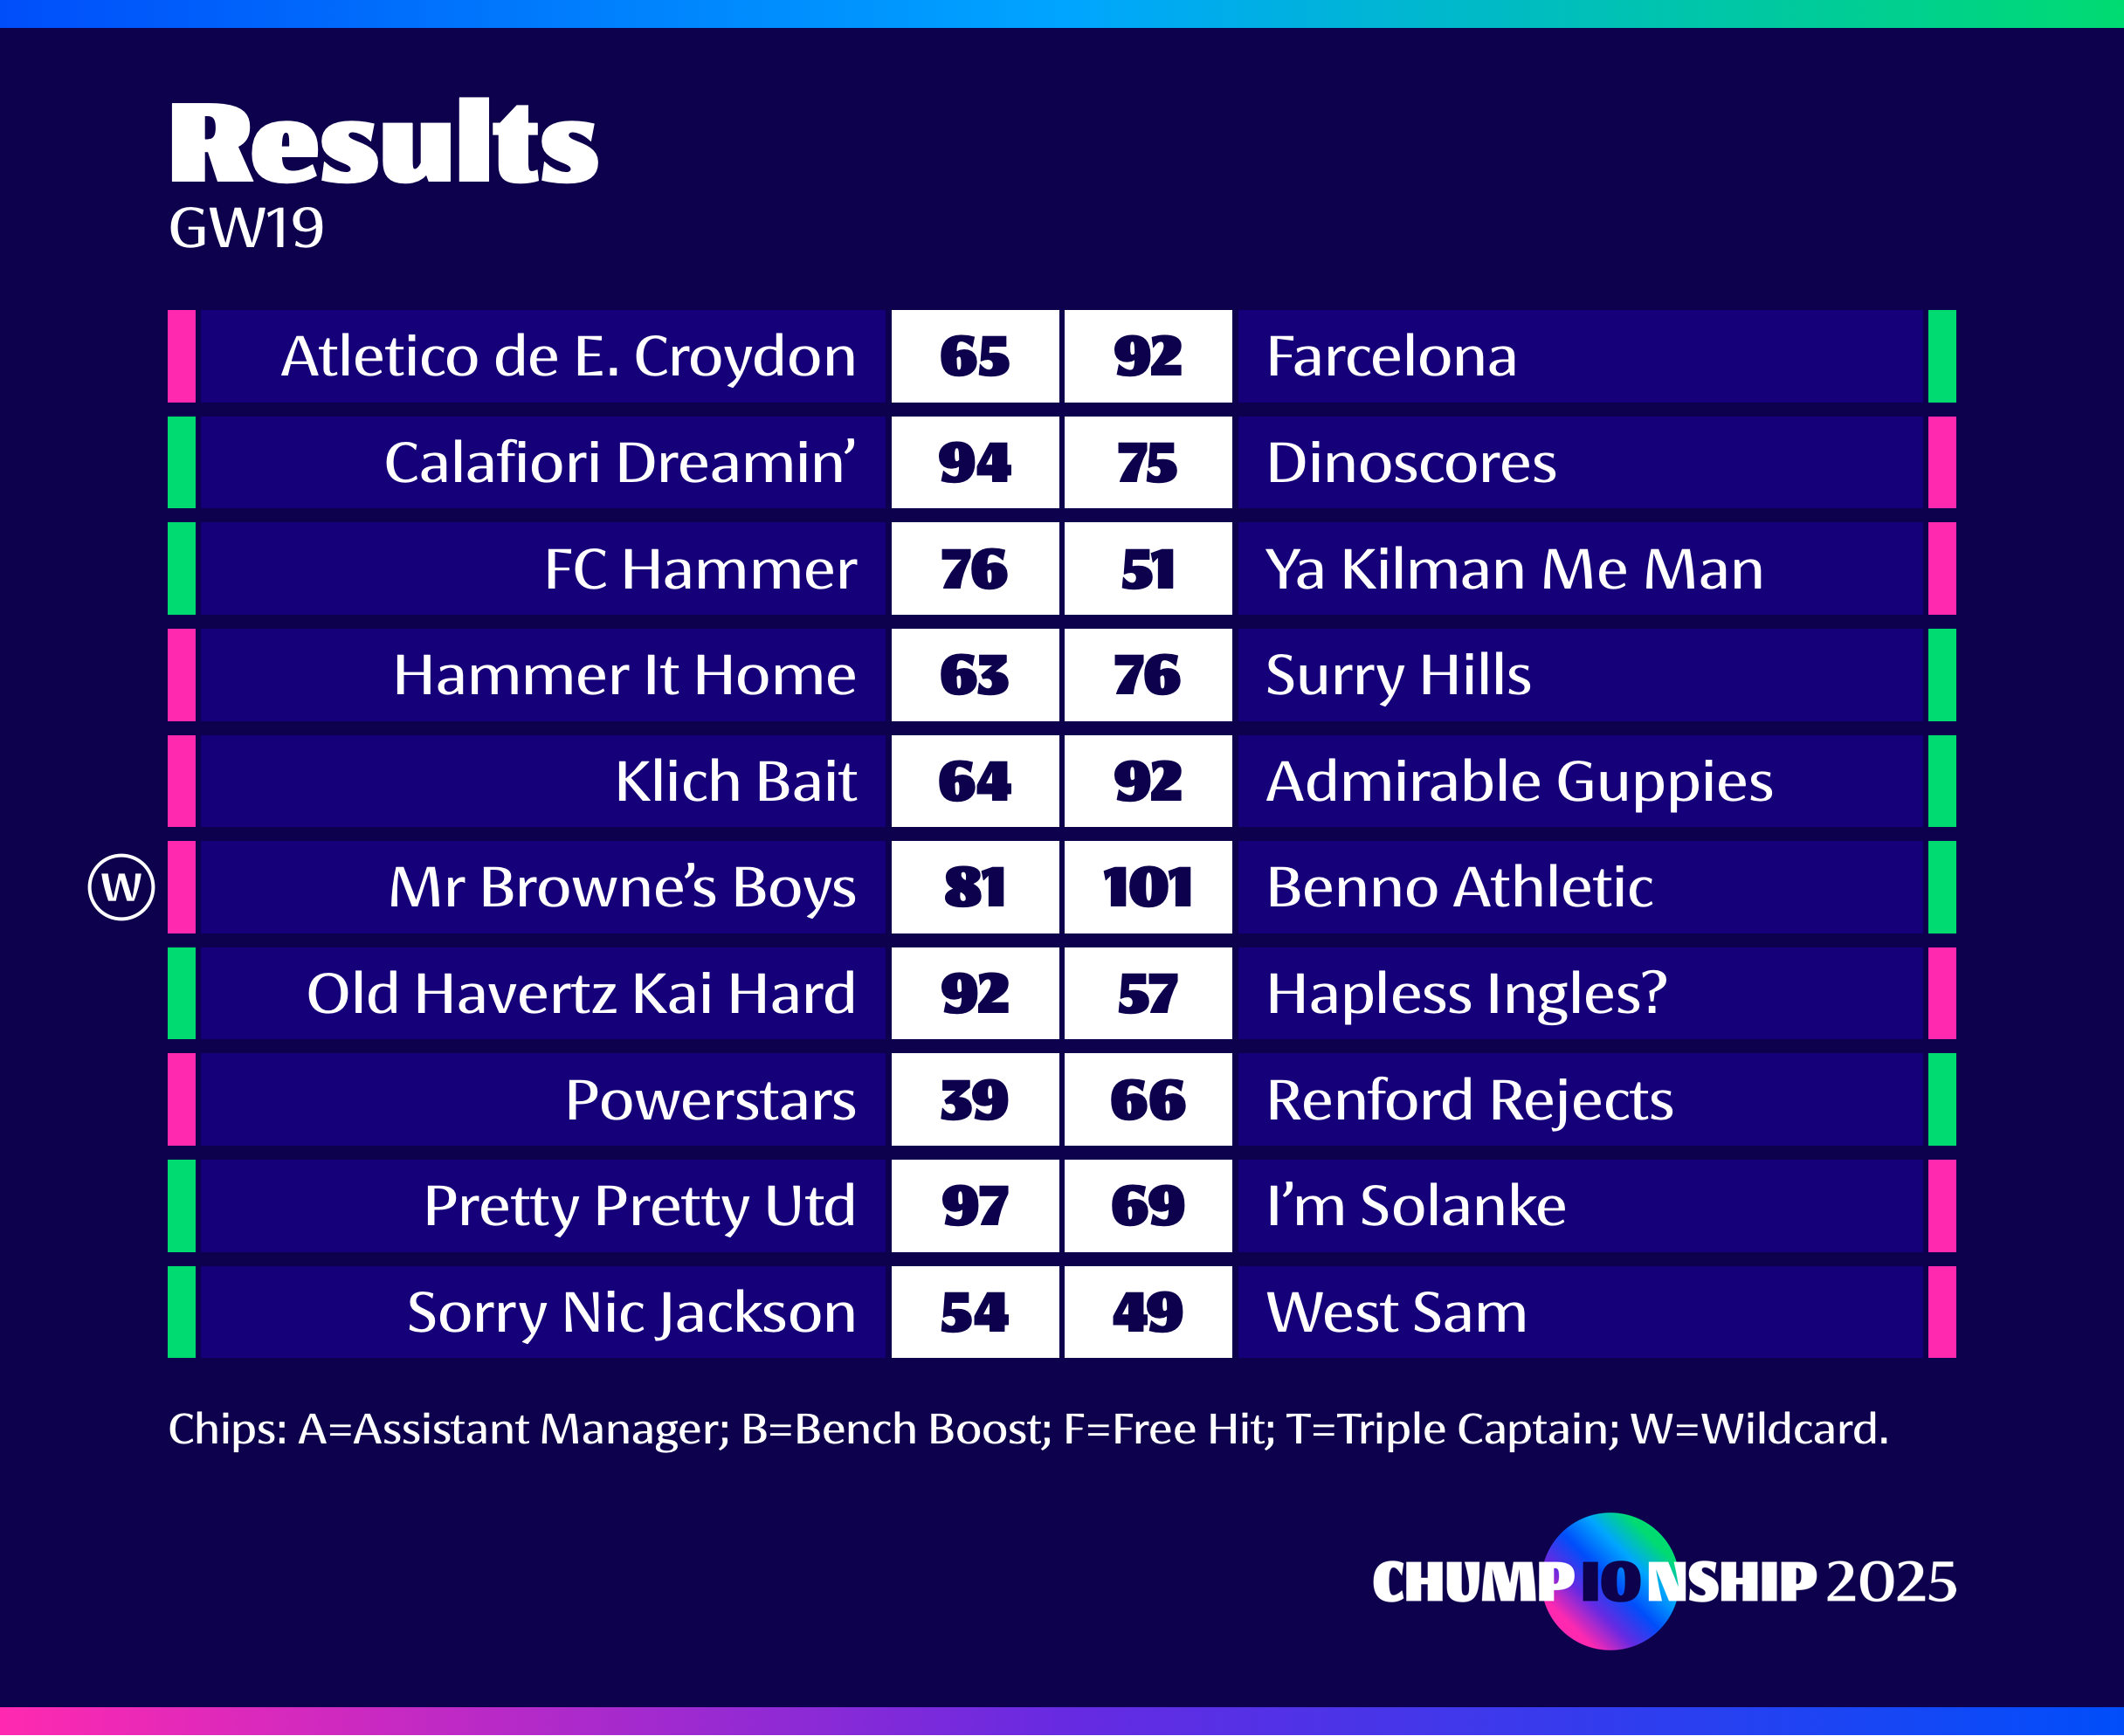 Results
GW19
Atletico de E. Croydon 65 92 Farcelona
Calafiori Dreamin’ 94 75 Dinoscores
FC Hammer 76 51 Ya Kilman Me Man
Hammer It Home 63 76 Surry Hills
Klich Bait 64 92 Admirable Guppies
W Mr Browne’s Boys 81 101 Benno Athletic
Old Havertz Kai Hard 92 57 Hapless Ingles?
Powerstars 39 66 Renford Rejects
Pretty Pretty Utd 97 69 I’m Solanke
Sorry Nic Jackson 54 49 West Sam
Chips: A=Assistant Manager; B=Bench Boost; F=Free Hit; T=Triple Captain; W=Wildcard.
CHUMPIONSHIP 2025